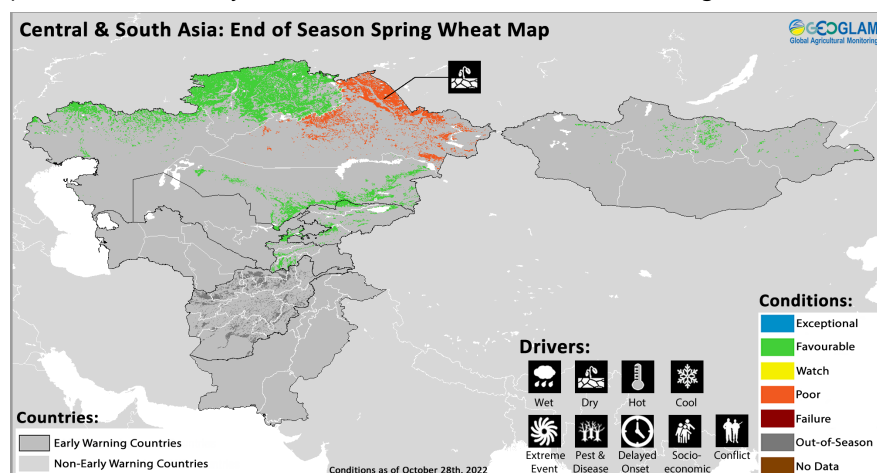 Central & South Asia: End of Season Spring Wheat Map
GEOGLAM
Global Agricultural Monitoring
Conditions:
Exceptional
Favourable
Watch
Poor
Failure
Out-of-Season
No Data
Drivers:
Wet Dry Hot Cool
Extreme Event Pest & Disease Delayed Onset Socio-economic Conflict
Countries:
Early Warning Countries
Non-Early Warning Countries
Conditions as of October 28th, 2022